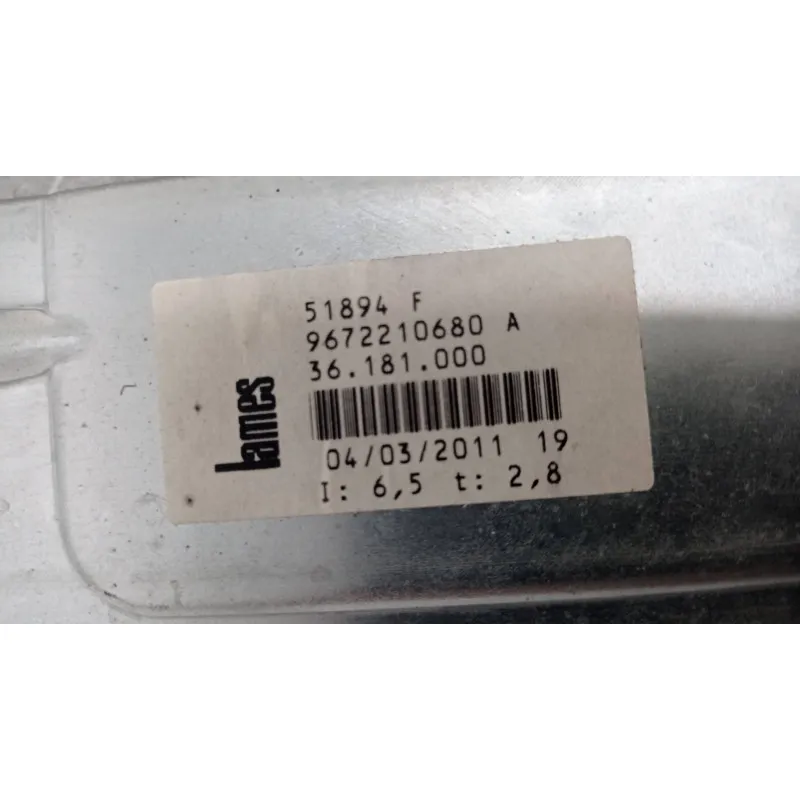 51894 F
9672210680 A
36.181.000
lames
04/03/2011 19
I: 6,5 t: 2,8